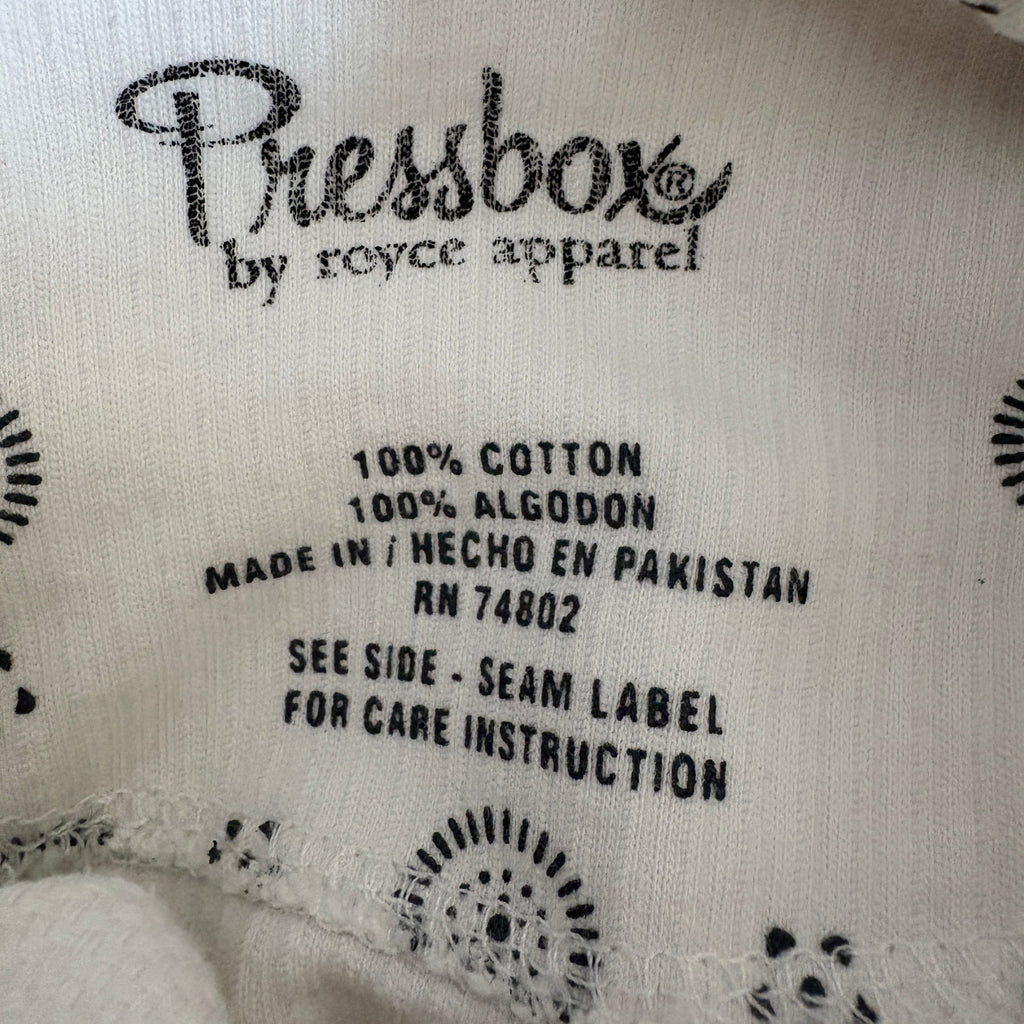 Pressbox®
by royce apparel
100% COTTON
100% ALGODON
MADE IN / HECHO EN PAKISTAN
RN 74802
SEE SIDE - SEAM LABEL
FOR CARE INSTRUCTION